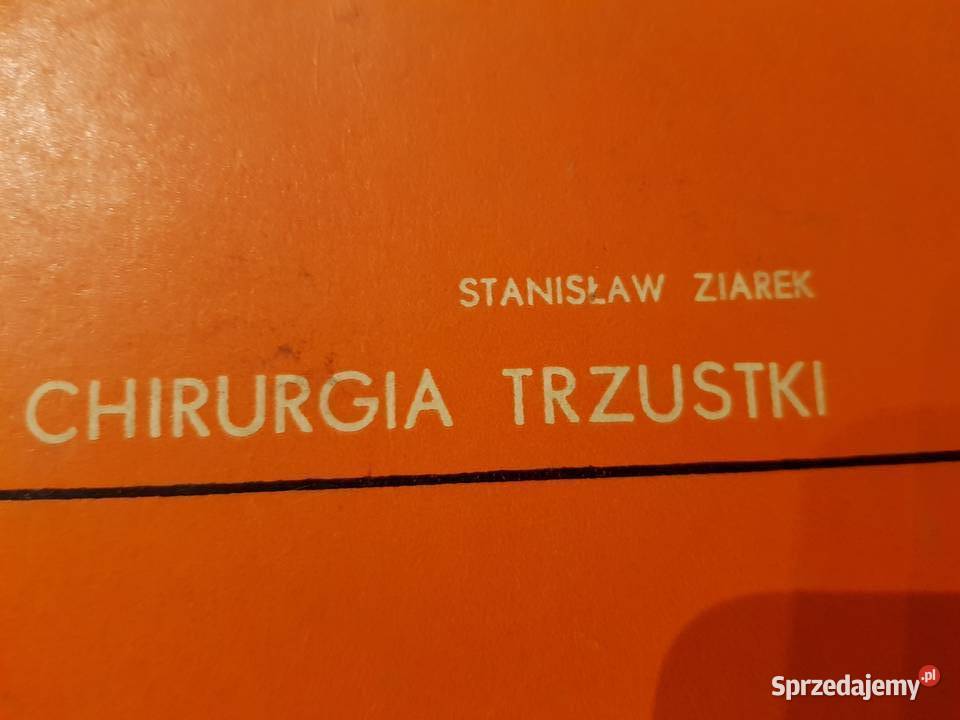 STANISŁAW ZIAREK
CHIRURGIA TRZUSTKI
Sprzedajemy.pl